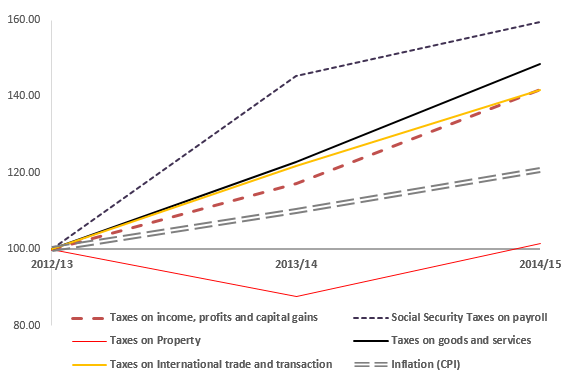 160.00
140.00
120.00
100.00
2012/13 2013/14 2014/15
80.00
Taxes on income, profits and capital gains Social Security Taxes on payroll
Taxes on Property Taxes on goods and services
Taxes on International trade and transaction Inflation (CPI)